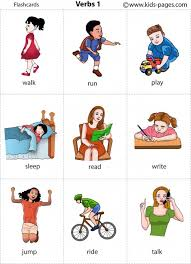 Flashcards Verbs 1 www.kids-pages.com
walk run play
sleep read write
jump ride talk